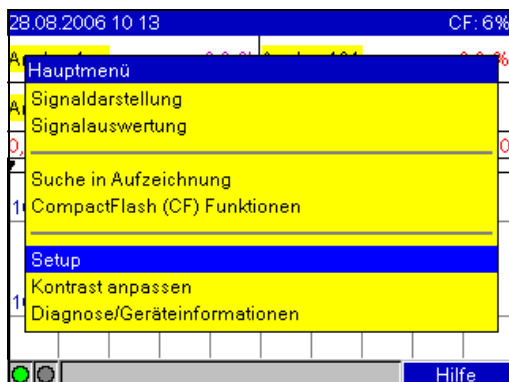 28.08.2006 10 13 CF: 6%
Hauptmenü
Signaldarstellung
Signalauswertung
Suche in Aufzeichnung
CompactFlash (CF) Funktionen
Setup
Kontrast anpassen
Diagnose/Geräteinformationen
Hilfe